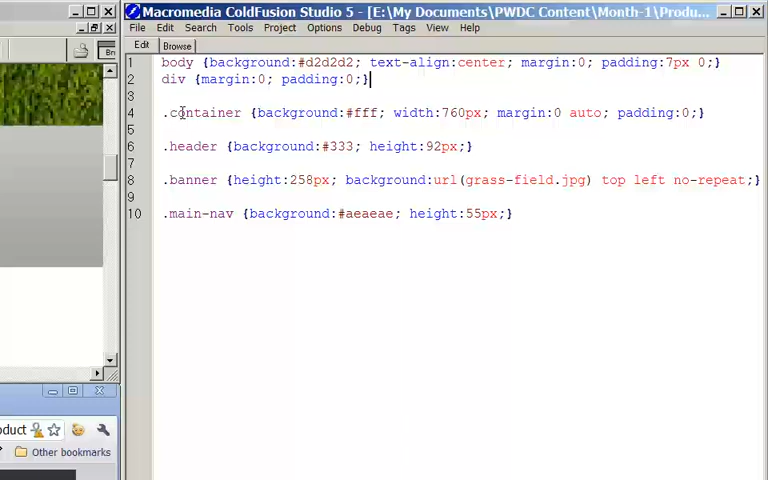 Macromedia ColdFusion Studio 5 - [E:\My Documents\PWDC Content\Month-1\Produ...
File Edit Search Tools Project Options Debug Tags View Help
Edit Browse
1 body {background:#d2d2d2; text-align:center; margin:0; padding:7px 0;}
2 div {margin:0; padding:0;}
3
4 .container {background:#fff; width:760px; margin:0 auto; padding:0;}
5
6 .header {background:#333; height:92px;}
7
8 .banner {height:258px; background:url(grass-field.jpg) top left no-repeat;}
9
10 .main-nav {background:#aeaeae; height:55px;}
Br
oduct
Other bookmarks